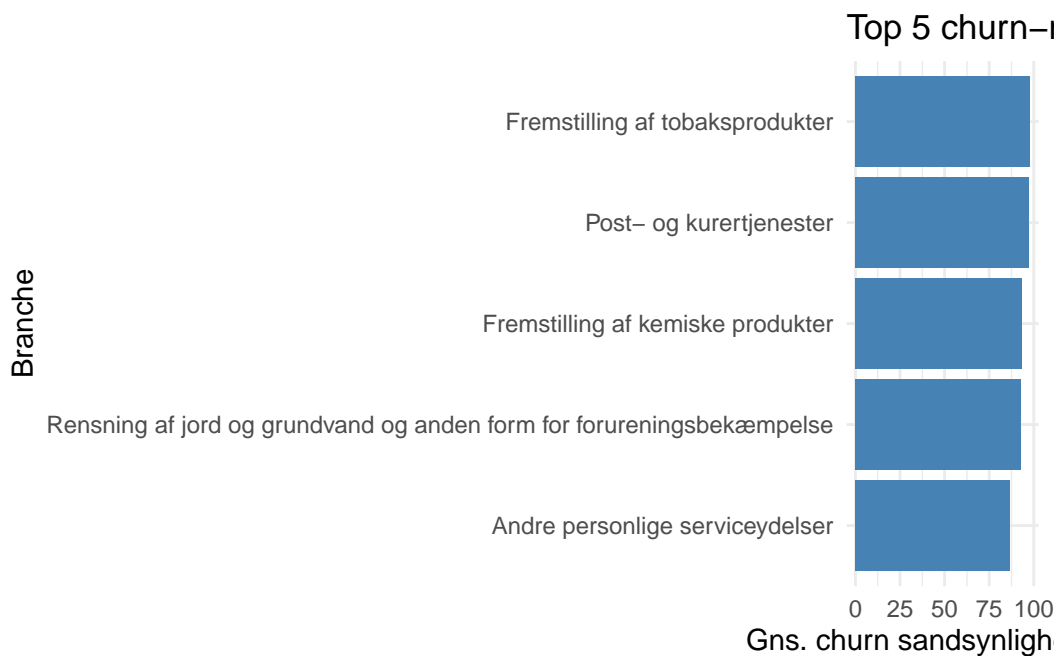 Top 5 churn–
Fremstilling af tobaksprodukter
Post– og kurertjenester
Fremstilling af kemiske produkter
Rensning af jord og grundvand og anden form for forureningsbekæmpelse
Andre personlige serviceydelser
Branche
0 25 50 75 100
Gns. churn